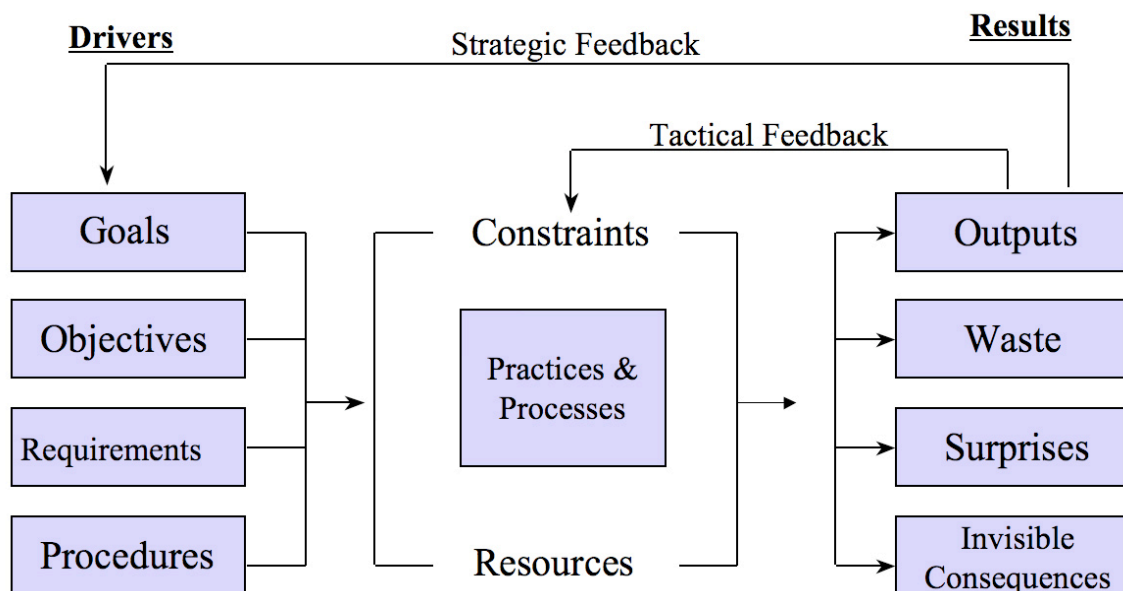 Drivers
Strategic Feedback
Results
Tactical Feedback
Goals
Constraints
Outputs
Objectives
Practices &
Processes
Waste
Requirements
Surprises
Procedures
Resources
Invisible
Consequences